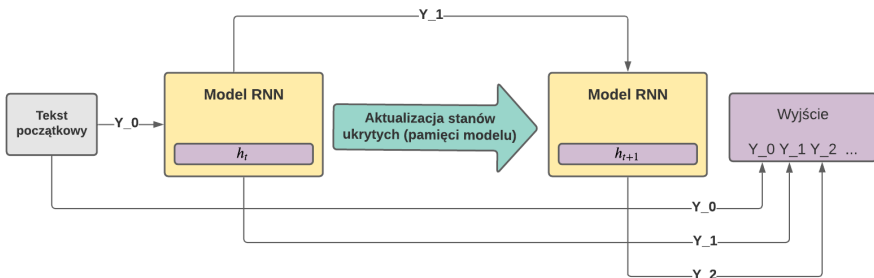 Y_1
Model RNN
Model RNN
Tekst
początkowy
Y_0
Aktualizacja stanów
ukrytych (pamięci modelu)
Wyjście
h_t
h_{t+1}
Y_0 Y_1 Y_2 ...
Y_0
Y_1
Y_2